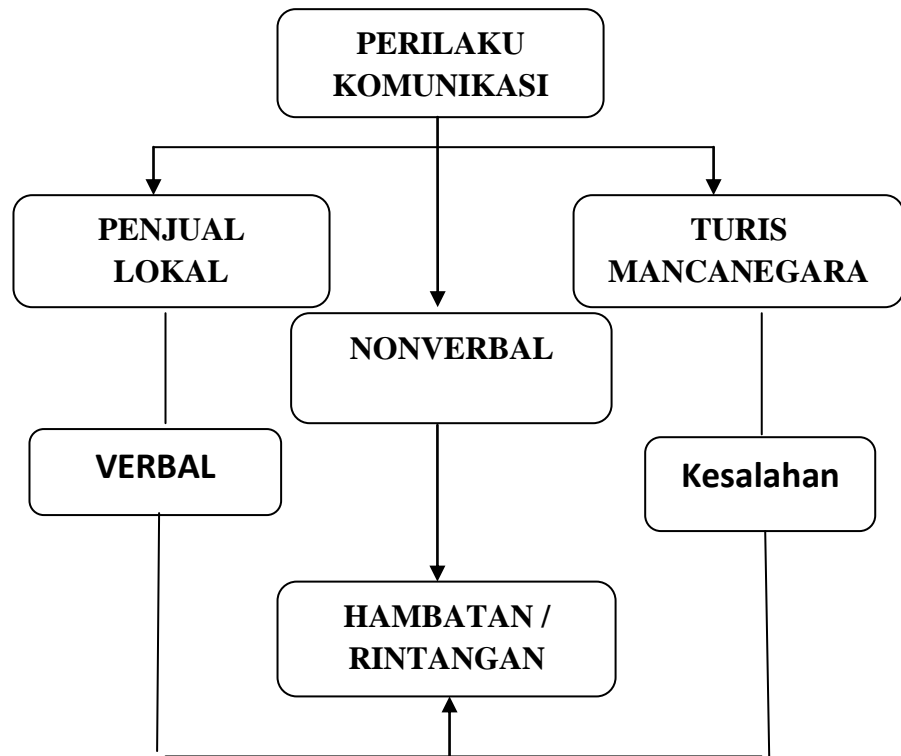 PERILAKU
KOMUNIKASI
PENJUAL
LOKAL
TURIS
MANCANEGARA
NONVERBAL
VERBAL
Kesalahan
HAMBATAN /
RINTANGAN